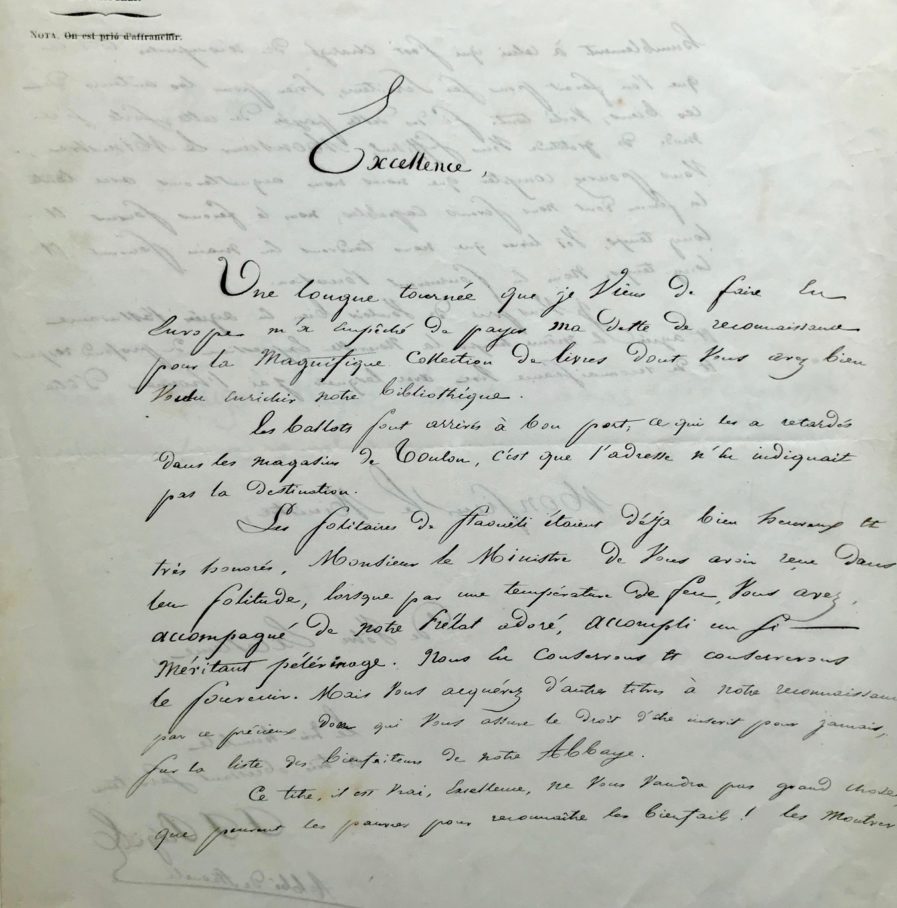 NOTA. On est prié d'affranchir.
Excellence,
Une longue tournée que je viens de faire en
Europe m'a empêché de payer ma dette de reconnaissance
pour la Magnifique Collection de livres dont vous avez bien
voulu enrichir notre bibliothèque.
Les ballots sont arrivés à bon port, ce qui les a retardés
dans les magasins de Toulon, c'est que l'adresse n'en indiquait
pas la destination.
Les solitaires de Staouëli étaient déjà bien heureux et
très honorés, Monsieur le Ministre de vous avoir reçu dans
leur solitude, lorsque par une température de feu, vous avez,
accompagné de notre Prélat adoré, accompli un si
méritant pélérinage. Nous en conservons et conserverons
le souvenir. Mais vous acquérez d'autres titres à notre reconnaissance
par ce précieux don qui vous assure le droit d'être inscrit pour jamais,
sur la liste des bienfaiteurs de notre Abbaye.
Ce titre, il est vrai, Excellence, ne vous vaudra pas grand chose,
que peuvent les pauvres pour reconnaître les bienfaits ! les montrer